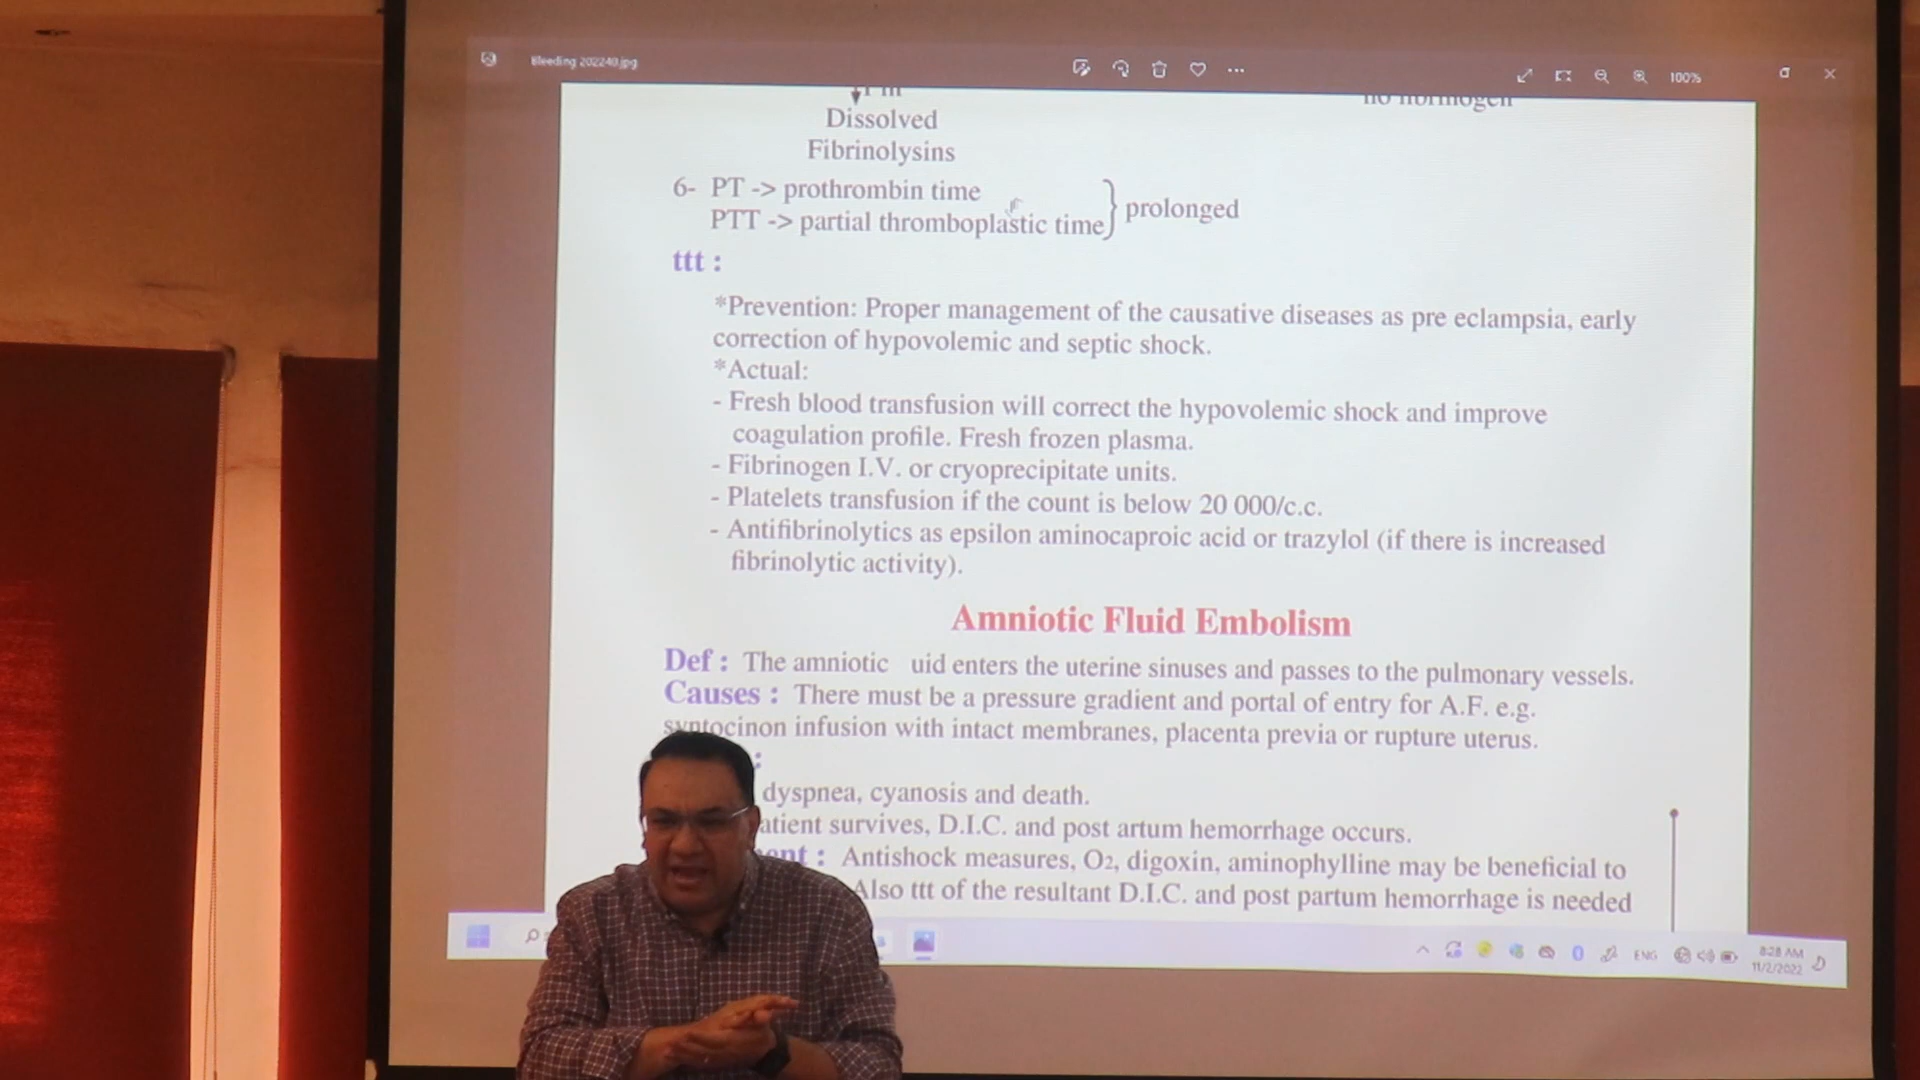 Bleeding 202240.jpg
100%
no fibrinogen
Dissolved
Fibrinolysins
6- PT -> prothrombin time
PTT -> partial thromboplastic time
prolonged
ttt :
*Prevention: Proper management of the causative diseases as pre eclampsia, early
correction of hypovolemic and septic shock.
*Actual:
- Fresh blood transfusion will correct the hypovolemic shock and improve
coagulation profile. Fresh frozen plasma.
- Fibrinogen I.V. or cryoprecipitate units.
- Platelets transfusion if the count is below 20 000/c.c.
- Antifibrinolytics as epsilon aminocaproic acid or trazylol (if there is increased
fibrinolytic activity).
Amniotic Fluid Embolism
Def : The amniotic uid enters the uterine sinuses and passes to the pulmonary vessels.
Causes : There must be a pressure gradient and portal of entry for A.F. e.g.
syntocinon infusion with intact membranes, placenta previa or rupture uterus.
:
dyspnea, cyanosis and death.
atient survives, D.I.C. and post artum hemorrhage occurs.
ent : Antishock measures, O2, digoxin, aminophylline may be beneficial to
Also ttt of the resultant D.I.C. and post partum hemorrhage is needed
ENG
8:28 AM
11/2/2022